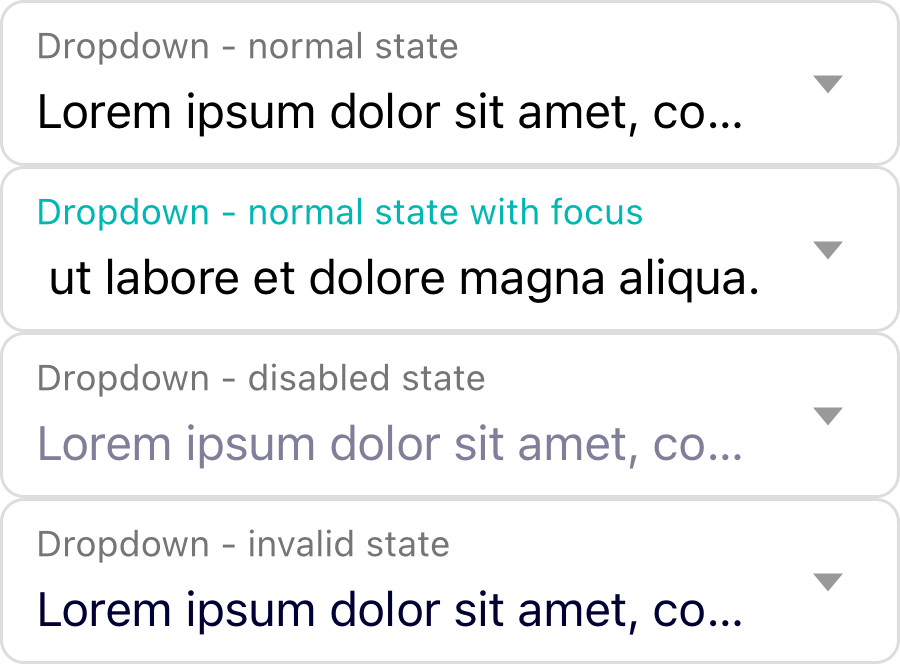 Dropdown - normal state
Lorem ipsum dolor sit amet, co...
Dropdown - normal state with focus
ut labore et dolore magna aliqua.
Dropdown - disabled state
Lorem ipsum dolor sit amet, co...
Dropdown - invalid state
Lorem ipsum dolor sit amet, co...